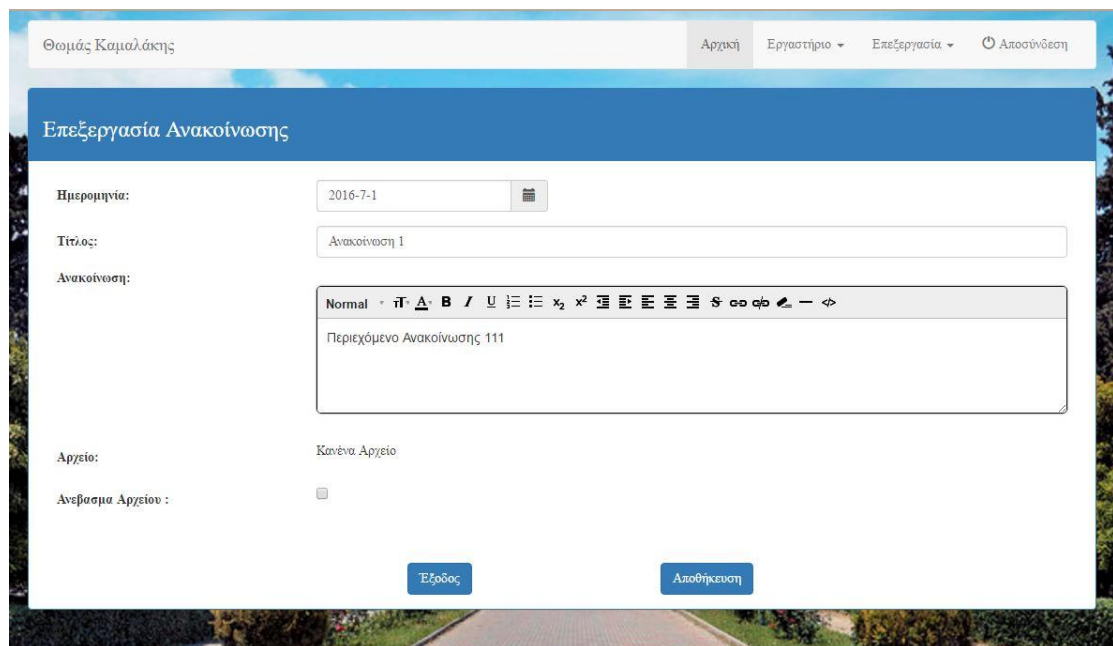 Θωμάς Καμαλάκης Αρχική Εργαστήριο Επεξεργασία Αποσύνδεση
Επεξεργασία Ανακοίνωσης
Ημερομηνία: 2016-7-1
Τίτλος: Ανακοίνωση 1
Ανακοίνωση:
Normal
Περιεχόμενο Ανακοίνωσης 111
Αρχείο: Κανένα Αρχείο
Ανεβασμα Αρχείου :
Έξοδος Αποθήκευση